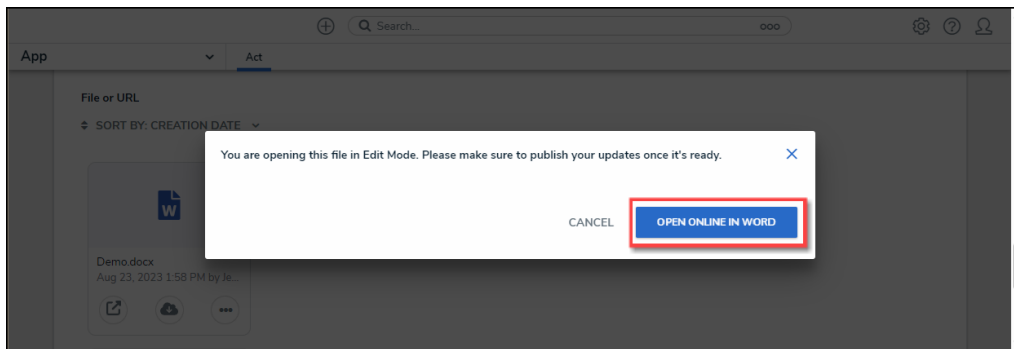 Search...
App
Act
File or URL
SORT BY: CREATION DATE
You are opening this file in Edit Mode. Please make sure to publish your updates once it's ready.
W
CANCEL
OPEN ONLINE IN WORD
Demo.docx
Aug 23, 2023 1:58 PM by Je...